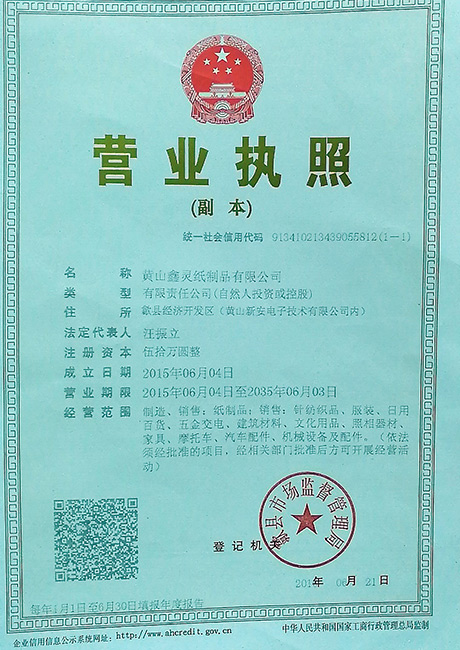 营业执照
(副 本)
统一社会信用代码 913410213439055812(1-1)
名 称 黄山鑫灵纸制品有限公司
类 型 有限责任公司(自然人投资或控股)
住 所 歙县经济开发区(黄山新安电子技术有限公司内)
法定代表人 汪振立
注册资本 伍拾万圆整
成立日期 2015年06月04日
营业期限 2015年06月04日至2035年06月03日
经营范围 制造、销售:纸制品;销售:针纺织品、服装、日用
百货、五金交电、建筑材料、文化用品、照相器材、
家具、摩托车、汽车配件、机械设备及配件。(依法
须经批准的项目,经相关部门批准后方可开展经营活
动)
歙县市场监督管理局
登记机关
年 06月 21日
每年1月1日至6月30日填报年度报告
企业信用信息公示系统网址:http://www.ahcredit.gov.cn
中华人民共和国国家工商行政管理总局监制